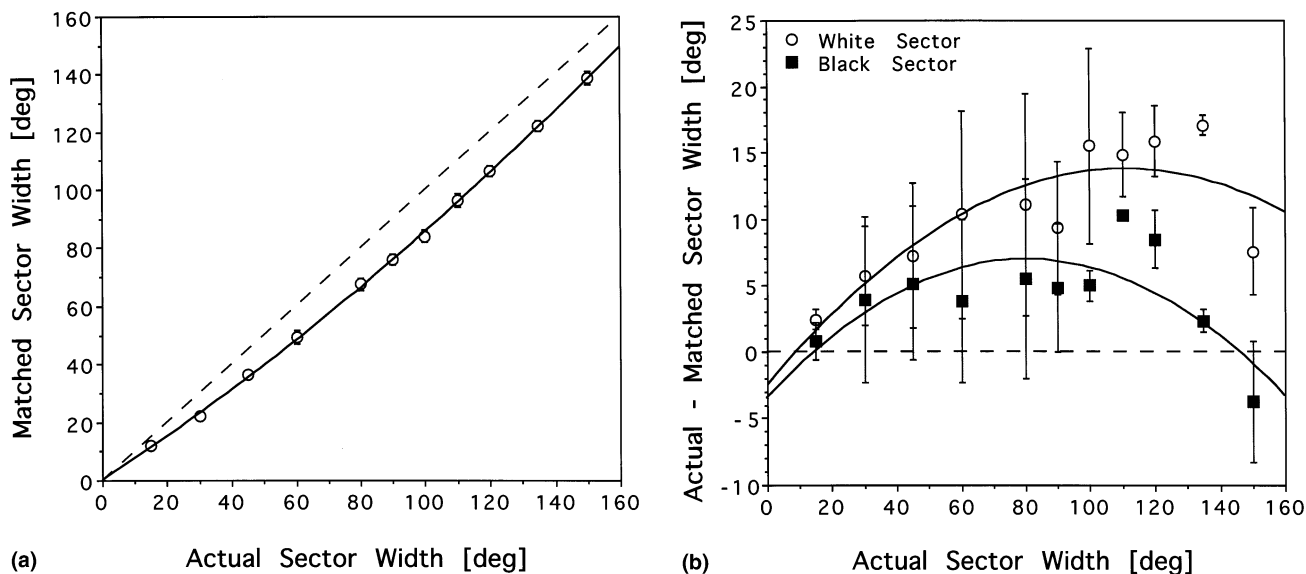 160
140
120
100
80
60
40
20
0
Matched Sector Width [deg]
0 20 40 60 80 100 120 140 160
(a) Actual Sector Width [deg]
25
20
15
10
5
0
-5
-10
Actual - Matched Sector Width [deg]
White Sector
Black Sector
0 20 40 60 80 100 120 140 160
(b) Actual Sector Width [deg]